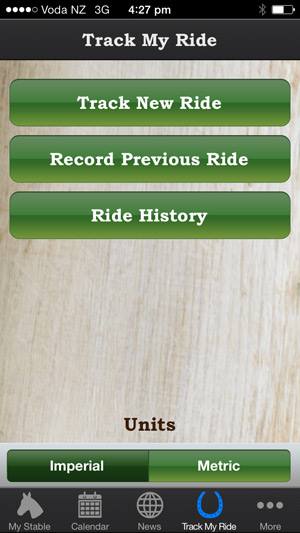 Voda NZ 3G 4:27 pm
Track My Ride
Track New Ride
Record Previous Ride
Ride History
Units
Imperial Metric
My Stable Calendar News Track My Ride More